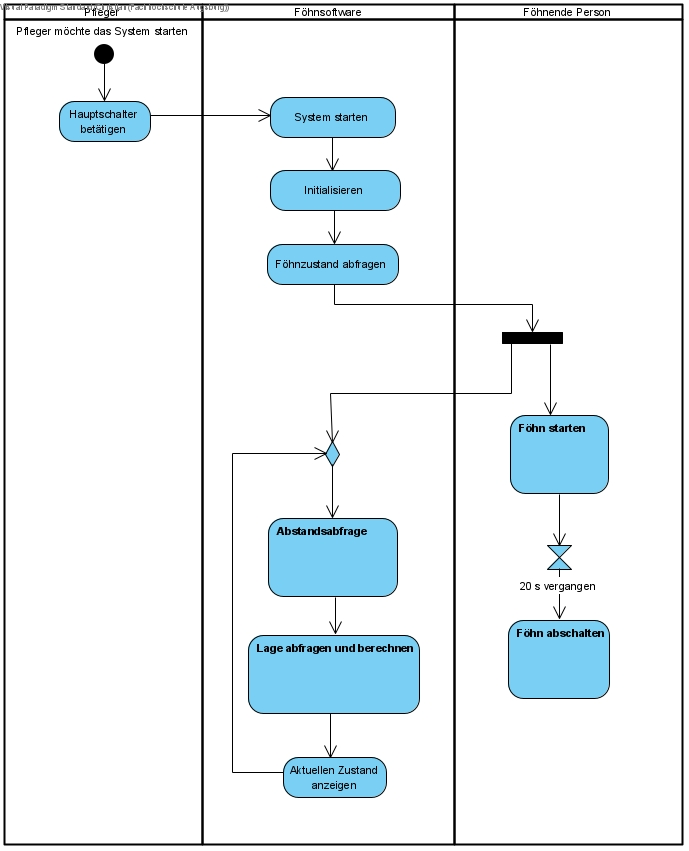 Pfleger
Föhnsoftware
Föhnende Person
Pfleger möchte das System starten
Hauptschalter
betätigen
System starten
Initialisieren
Föhnzustand abfragen
Föhn starten
Abstandsabfrage
20 s vergangen
Lage abfragen und berechnen
Föhn abschalten
Aktuellen Zustand
anzeigen